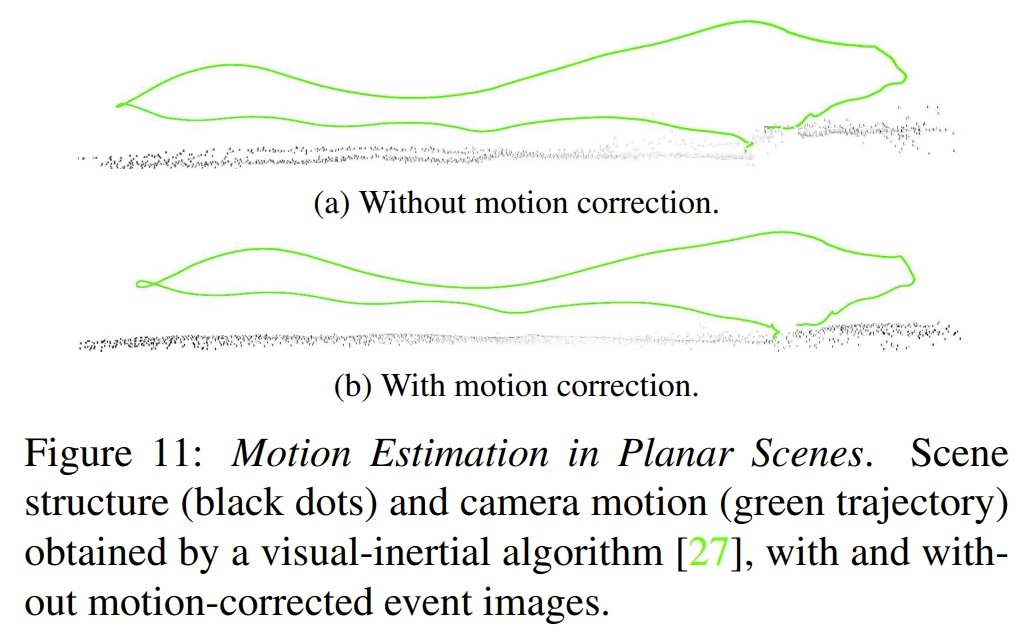 (a) Without motion correction.
(b) With motion correction.
Figure 11: Motion Estimation in Planar Scenes. Scene
structure (black dots) and camera motion (green trajectory)
obtained by a visual-inertial algorithm [27], with and with-
out motion-corrected event images.